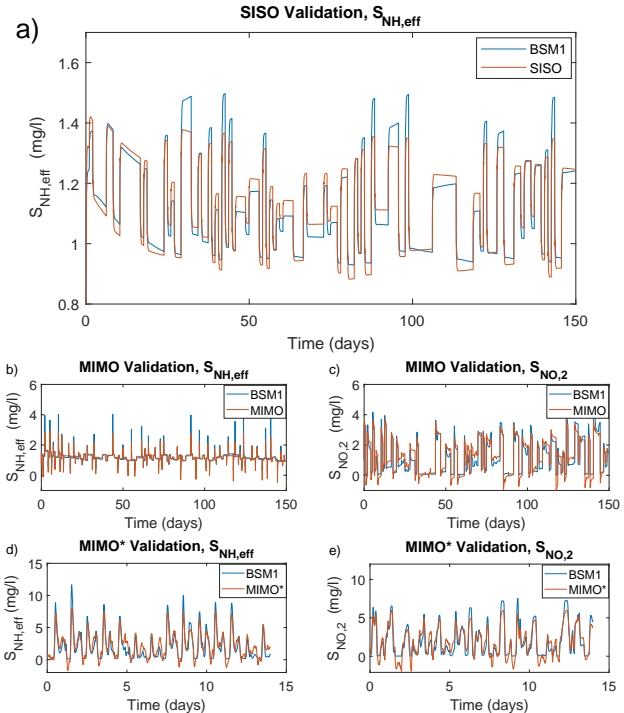 SISO Validation, S_NH,eff
a)
1.6
1.4
1.2
1
0.8
S_NH,eff (mg/l)
BSM1
SISO
0 50 100 150
Time (days)
b) MIMO Validation, S_NH,eff
6
4
2
0
S_NH,eff (mg/l)
BSM1
MIMO
0 50 100 150
Time (days)
c) MIMO Validation, S_NO,2
6
4
2
0
S_NO,2 (mg/l)
BSM1
MIMO
0 50 100 150
Time (days)
d) MIMO* Validation, S_NH,eff
15
10
5
0
S_NH,eff (mg/l)
BSM1
MIMO*
0 5 10 15
Time (days)
e) MIMO* Validation, S_NO,2
10
5
0
S_NO,2 (mg/l)
BSM1
MIMO*
0 5 10 15
Time (days)